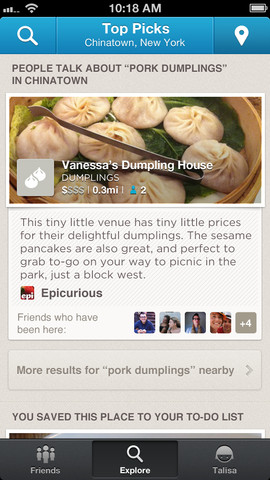 10:18 AM
Top Picks
Chinatown, New York
PEOPLE TALK ABOUT “PORK DUMPLINGS”
IN CHINATOWN
Vanessa's Dumpling House
DUMPLINGS
$$$$ | 0.3mi | 2
This tiny little venue has tiny little prices
for their delightful dumplings. The sesame
pancakes are also great, and perfect to
grab to-go on your way to picnic in the
park, just a block west.
epi Epicurious
Friends who have
been here:
+4
More results for “pork dumplings” nearby
YOU SAVED THIS PLACE TO YOUR TO-DO LIST
Friends
Explore
Talisa